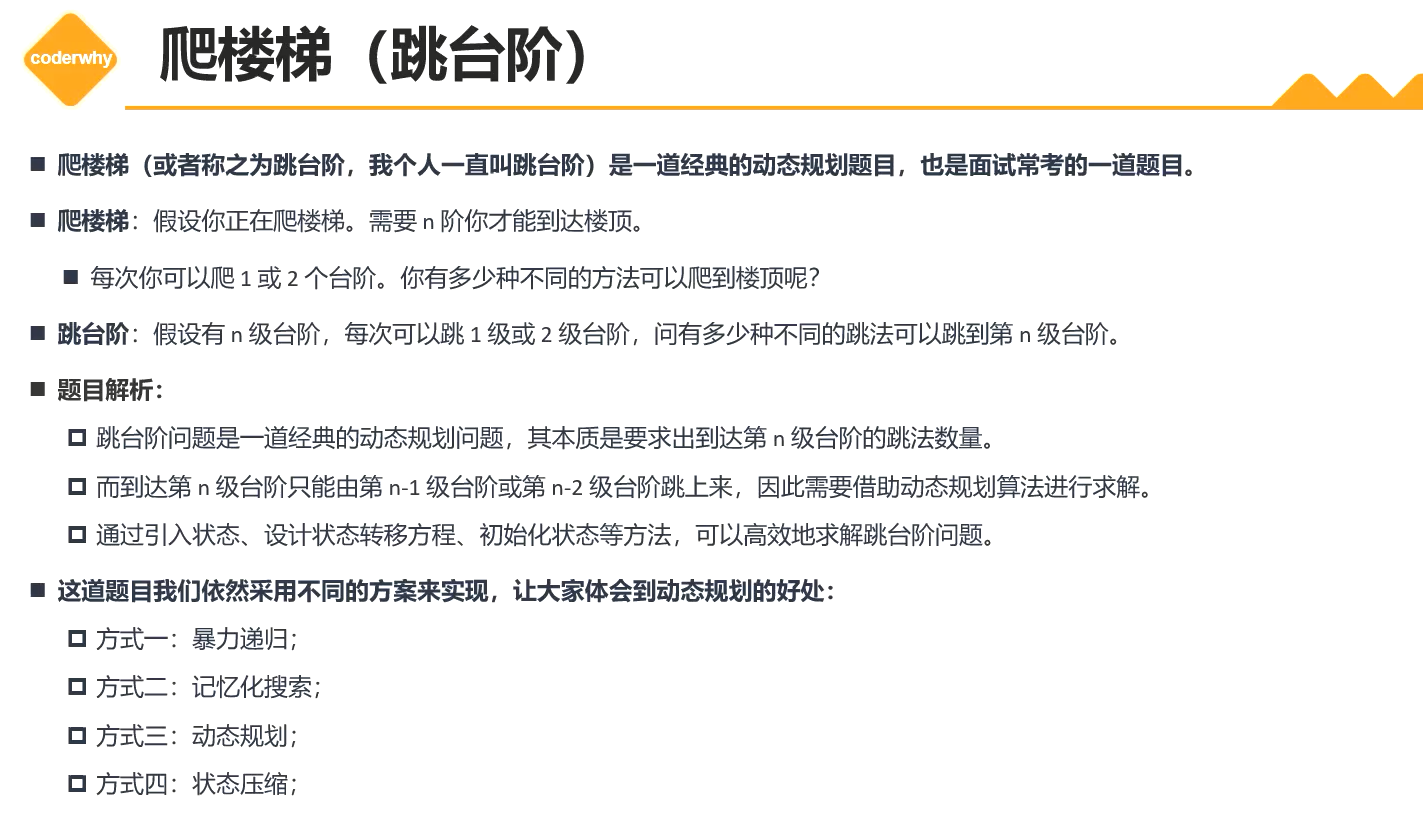 coderwhy
爬楼梯（跳台阶）
爬楼梯（或者称之为跳台阶，我个人一直叫跳台阶）是一道经典的动态规划题目，也是面试常考的一道题目。
爬楼梯：假设你正在爬楼梯。需要 n 阶你才能到达楼顶。
每次你可以爬 1 或 2 个台阶。你有多少种不同的方法可以爬到楼顶呢？
跳台阶：假设有 n 级台阶，每次可以跳 1 级或 2 级台阶，问有多少种不同的跳法可以跳到第 n 级台阶。
题目解析：
跳台阶问题是一道经典的动态规划问题，其本质是要求出到达第 n 级台阶的跳法数量。
而到达第 n 级台阶只能由第 n-1 级台阶或第 n-2 级台阶跳上来，因此需要借助动态规划算法进行求解。
通过引入状态、设计状态转移方程、初始化状态等方法，可以高效地求解跳台阶问题。
这道题目我们依然采用不同的方案来实现，让大家体会到动态规划的好处：
方式一：暴力递归；
方式二：记忆化搜索；
方式三：动态规划；
方式四：状态压缩；